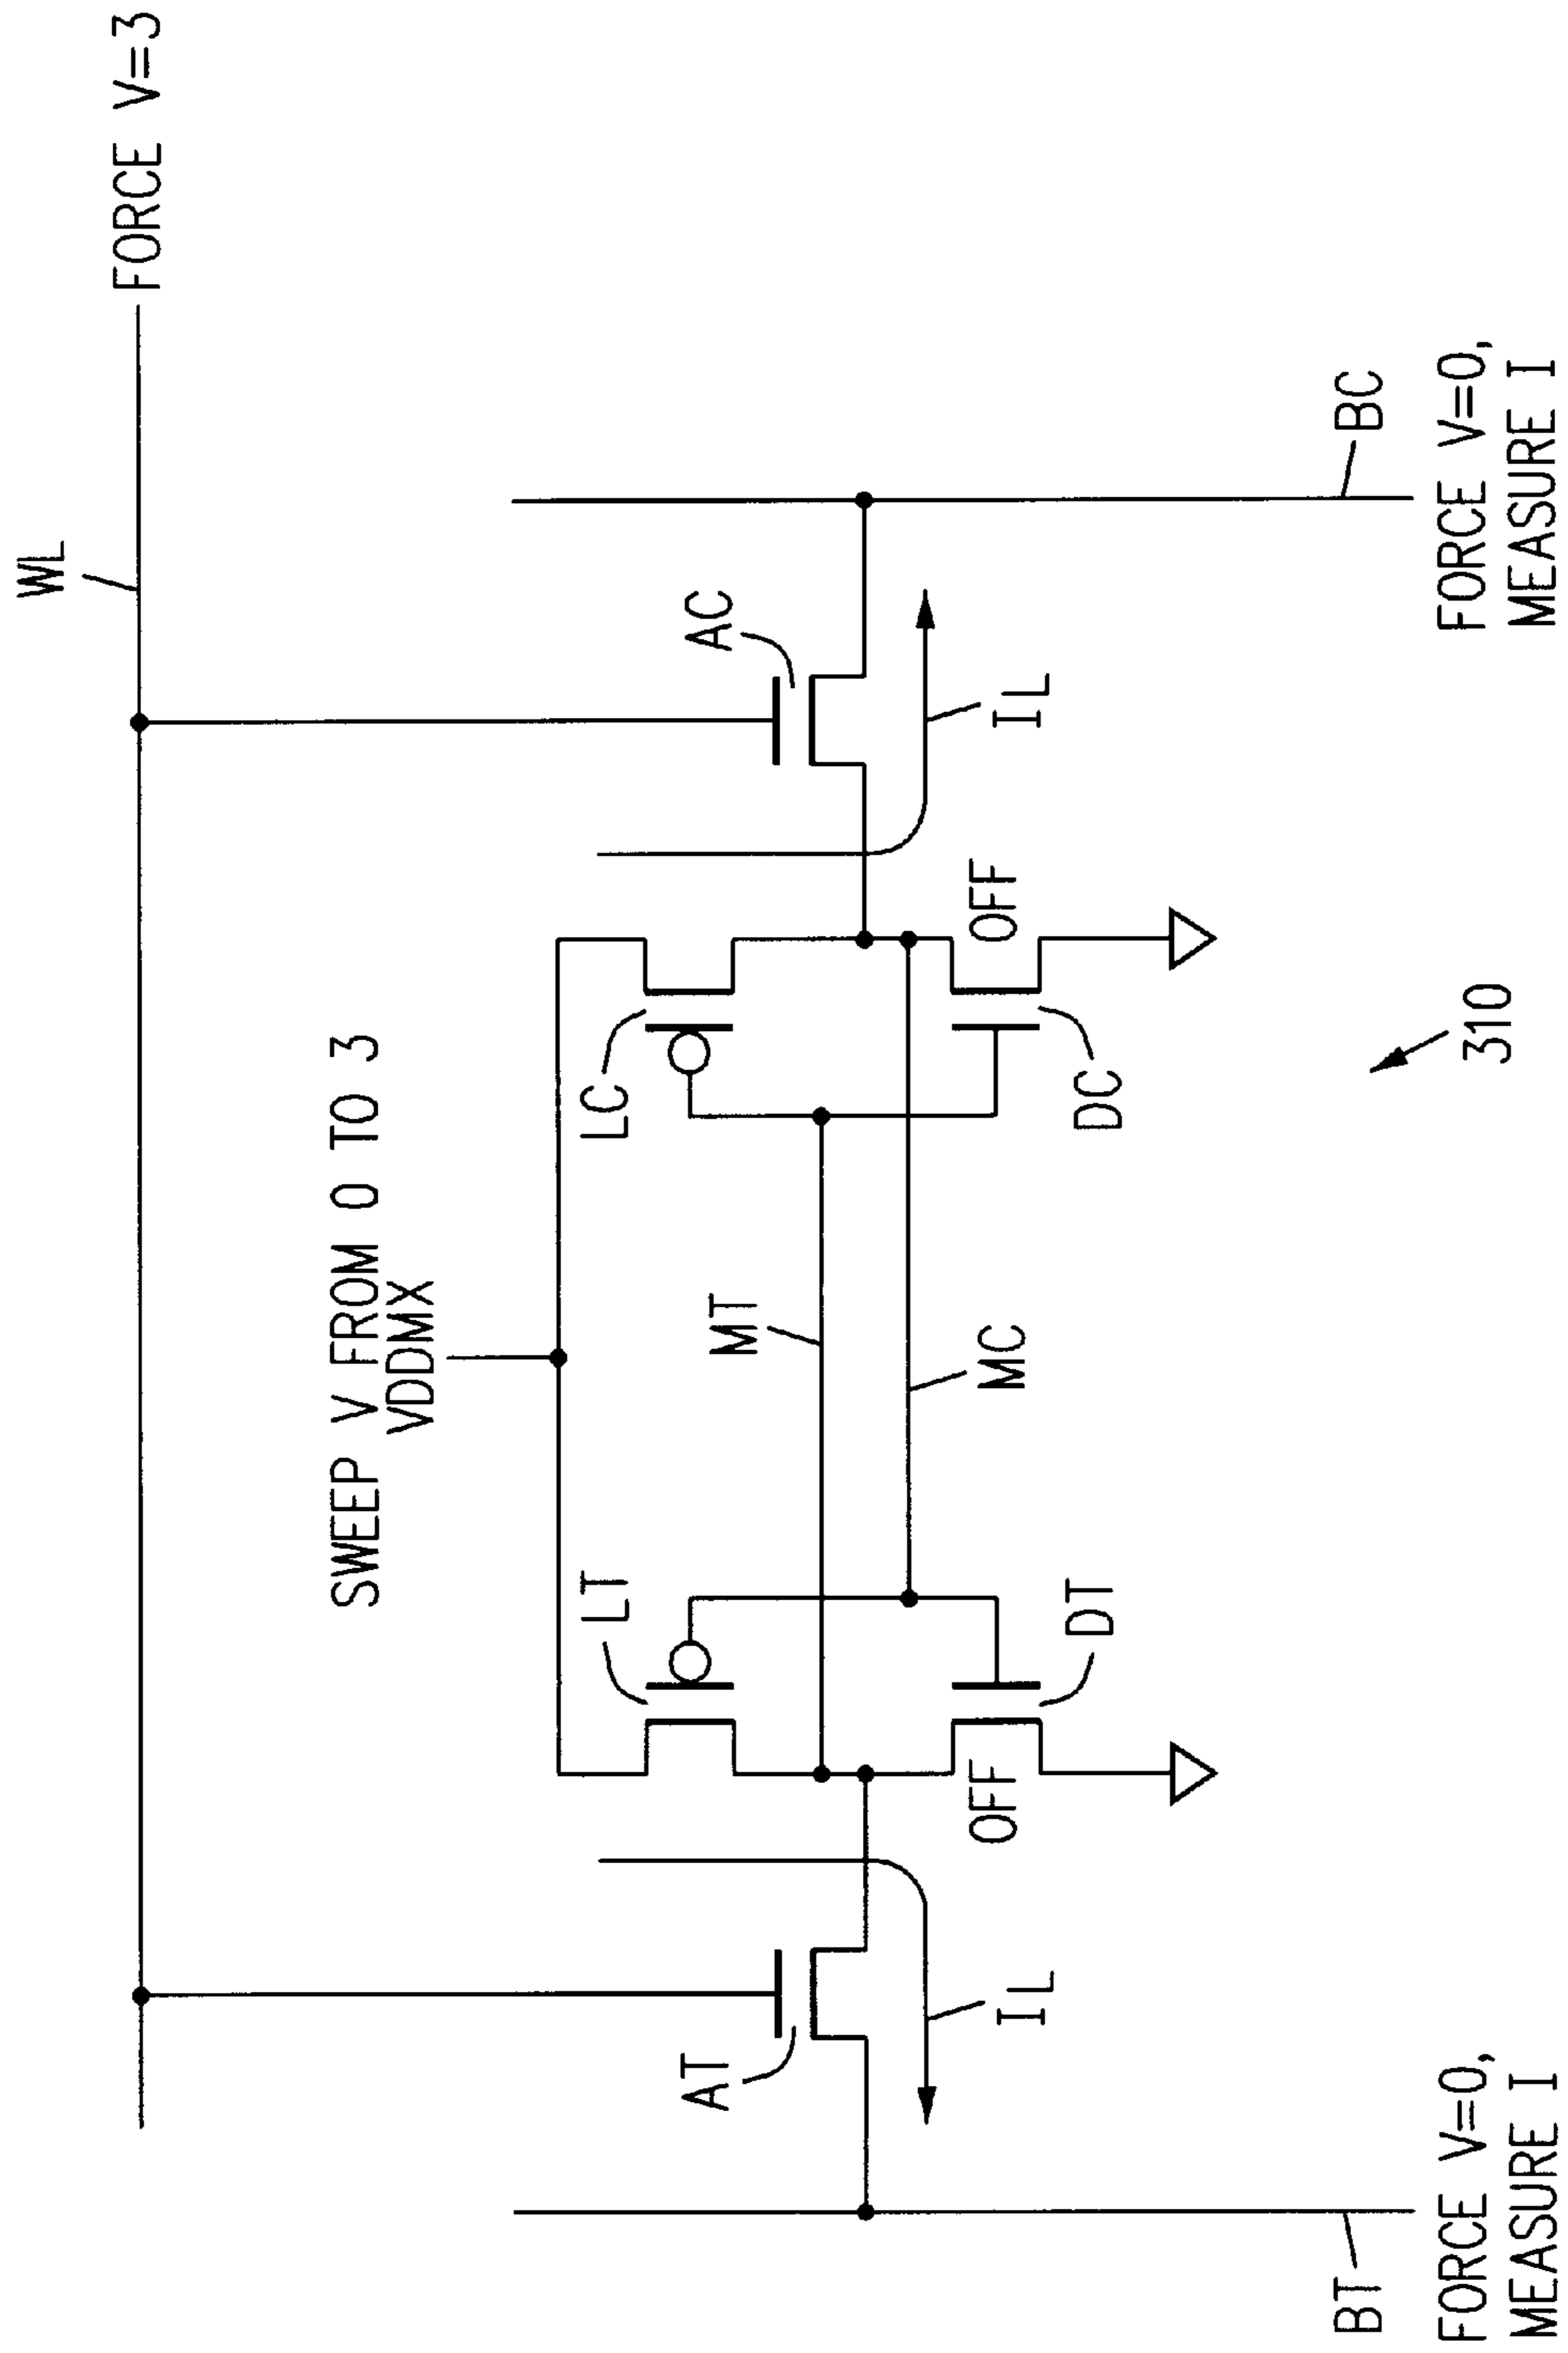 WL
FORCE V=3
SWEEP V FROM 0 TO 3
VDDMX
LT
LC
AT
MT
AC
MC
OFF
OFF
IL
DT
DC
IL
BT
310
BC
FORCE V=0,
MEASURE I
FORCE V=0,
MEASURE I